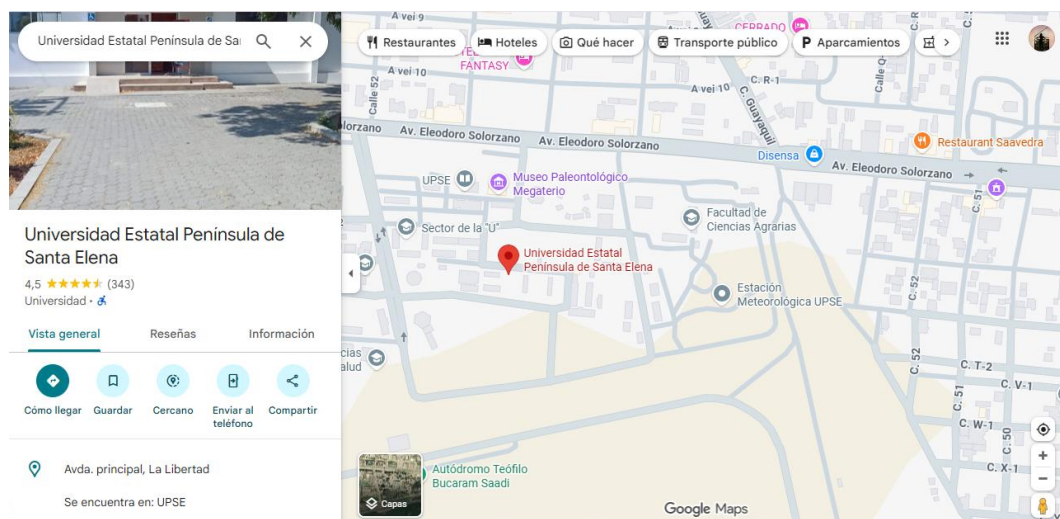 Universidad Estatal Península de Sai
Universidad Estatal Península de
Santa Elena
4,5 (343)
Universidad ·
Vista general
Reseñas
Información
Cómo llegar
Guardar
Cercano
Enviar al
teléfono
Compartir
Avda. principal, La Libertad
Se encuentra en: UPSE
Restaurantes
Hoteles
Qué hacer
Transporte público
P Aparcamientos
A vei 9
CERRADO
FANTASY
A vei 10
Calle 52
A vei 10
C. R-1
C. Guayaquil
Calle
lorzano
Av. Eleodoro Solorzano
Av. Eleodoro Solorzano
Disensa
Restaurant Saavedra
Av. Eleodoro Solorzano
UPSE
Museo Paleontológico
Megaterio
C. 51
Sector de la "U"
Facultad de
Ciencias Agrarias
Universidad Estatal
Península de Santa Elena
Estación
Meteorológica UPSE
C. 52
cias
alud
C. 52
C. T-2
C. V-1
C. 51
C. W-1
C. 50
C. X-1
Autódromo Teófilo
Bucaram Saadi
Capas
Google Maps